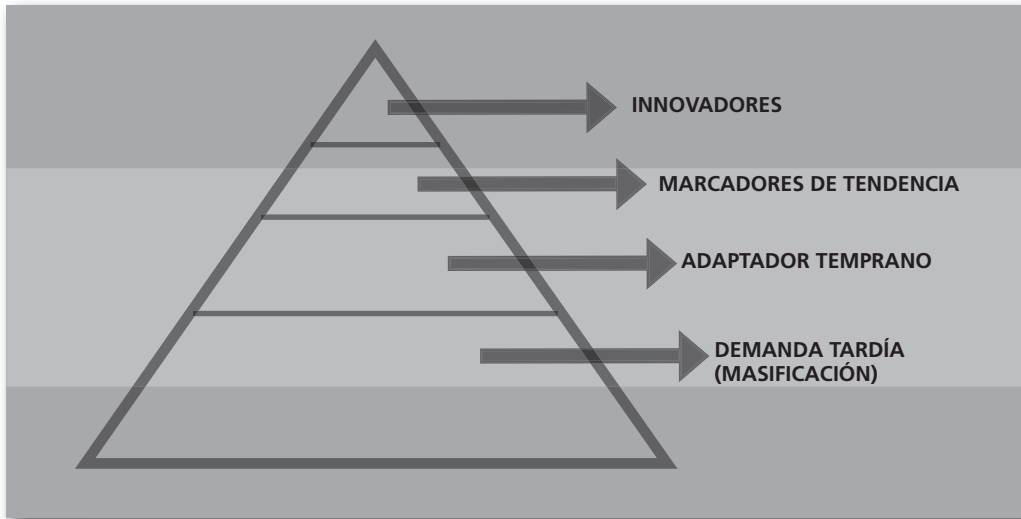 INNOVADORES
MARCADORES DE TENDENCIA
ADAPTADOR TEMPRANO
DEMANDA TARDÍA
(MASIFICACIÓN)